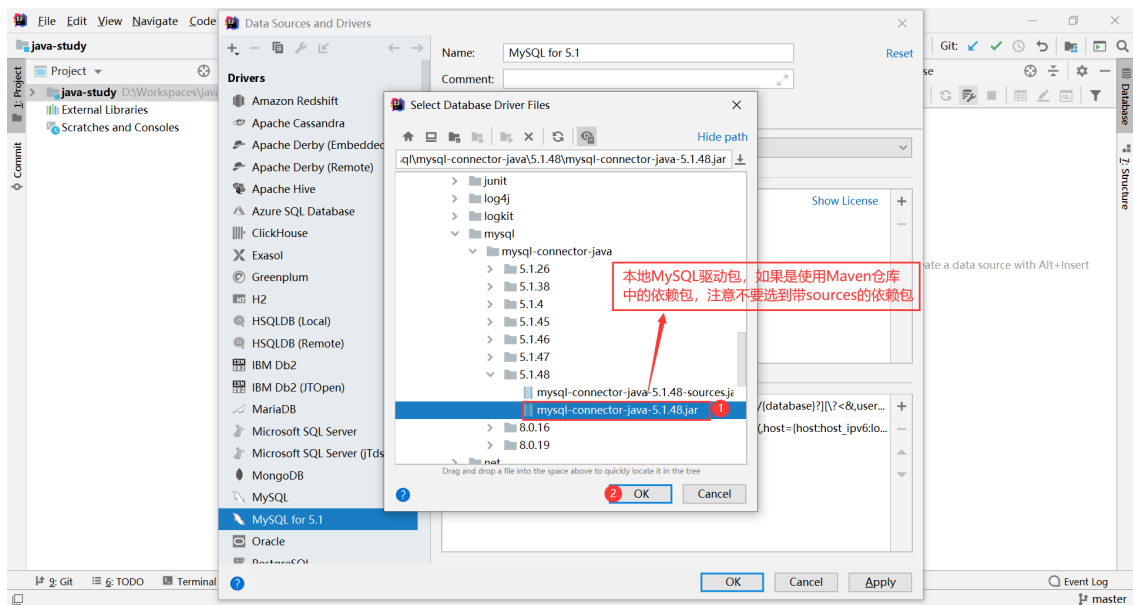 File Edit View Navigate Code
Data Sources and Drivers
java-study
Git:
1: Project
Commit
Project
java-study D:\Workspaces\java
External Libraries
Scratches and Consoles
Drivers
Amazon Redshift
Apache Cassandra
Apache Derby (Embedded
Apache Derby (Remote)
Apache Hive
Azure SQL Database
ClickHouse
Exasol
Greenplum
H2
HSQLDB (Local)
HSQLDB (Remote)
IBM Db2
IBM Db2 (JTOpen)
MariaDB
Microsoft SQL Server
Microsoft SQL Server (jTds
MongoDB
MySQL
MySQL for 5.1
Oracle
PostgreSQL
Name: MySQL for 5.1
Reset
Comment:
Select Database Driver Files
Hide path
.ql\mysql-connector-java\5.1.48\mysql-connector-java-5.1.48.jar
junit
log4j
logkit
mysql
mysql-connector-java
5.1.26
5.1.38
5.1.4
5.1.45
5.1.46
5.1.47
5.1.48
mysql-connector-java-5.1.48-sources.ja
mysql-connector-java-5.1.48.jar
1
8.0.16
8.0.19
net
Drag and drop a file into the space above to quickly locate it in the tree
2
OK
Cancel
本地MySQL驱动包，如果是使用Maven仓库
中的依赖包，注意不要选到带sources的依赖包
Show License
/{database}?][\?<&,user...
(,host={host:host_ipv6:lo...
OK
Cancel
Apply
se
ate a data source with Alt+Insert
Database
7: Structure
9: Git
6: TODO
Terminal
Event Log
master